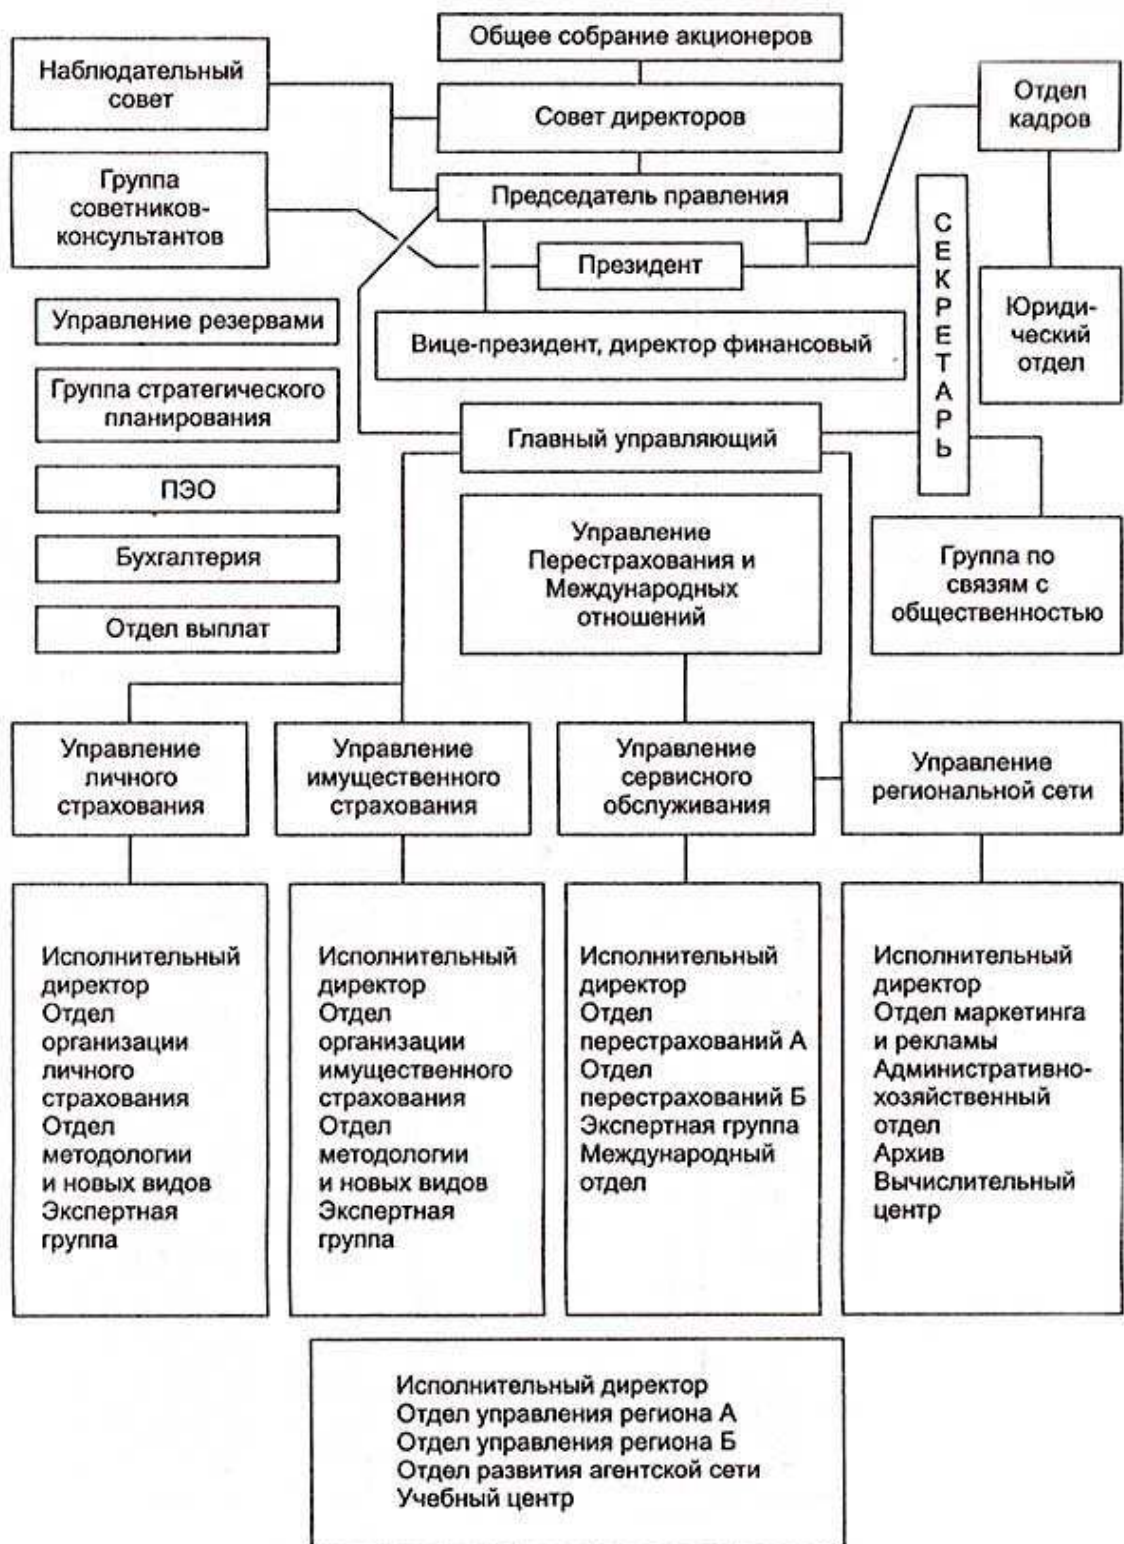 Общее собрание акционеров
Наблюдательный
совет
Совет директоров
Отдел
кадров
Группа
советников-
консультантов
Председатель правления
СЕКРЕТАРЬ
Президент
Юриди-
ческий
отдел
Управление резервами
Вице-президент, директор финансовый
Группа стратегического
планирования
Главный управляющий
ПЭО
Управление
Перестрахования и
Международных
отношений
Группа по
связям с
общественностью
Бухгалтерия
Отдел выплат
Управление
личного
страхования
Управление
имущественного
страхования
Управление
сервисного
обслуживания
Управление
региональной сети
Исполнительный
директор
Отдел
организации
личного
страхования
Отдел
методологии
и новых видов
Экспертная
группа
Исполнительный
директор
Отдел
организации
имущественного
страхования
Отдел
методологии
и новых видов
Экспертная
группа
Исполнительный
директор
Отдел
перестрахований А
Отдел
перестрахований Б
Экспертная группа
Международный
отдел
Исполнительный
директор
Отдел маркетинга
и рекламы
Административно-
хозяйственный
отдел
Архив
Вычислительный
центр
Исполнительный директор
Отдел управления региона А
Отдел управления региона Б
Отдел развития агентской сети
Учебный центр